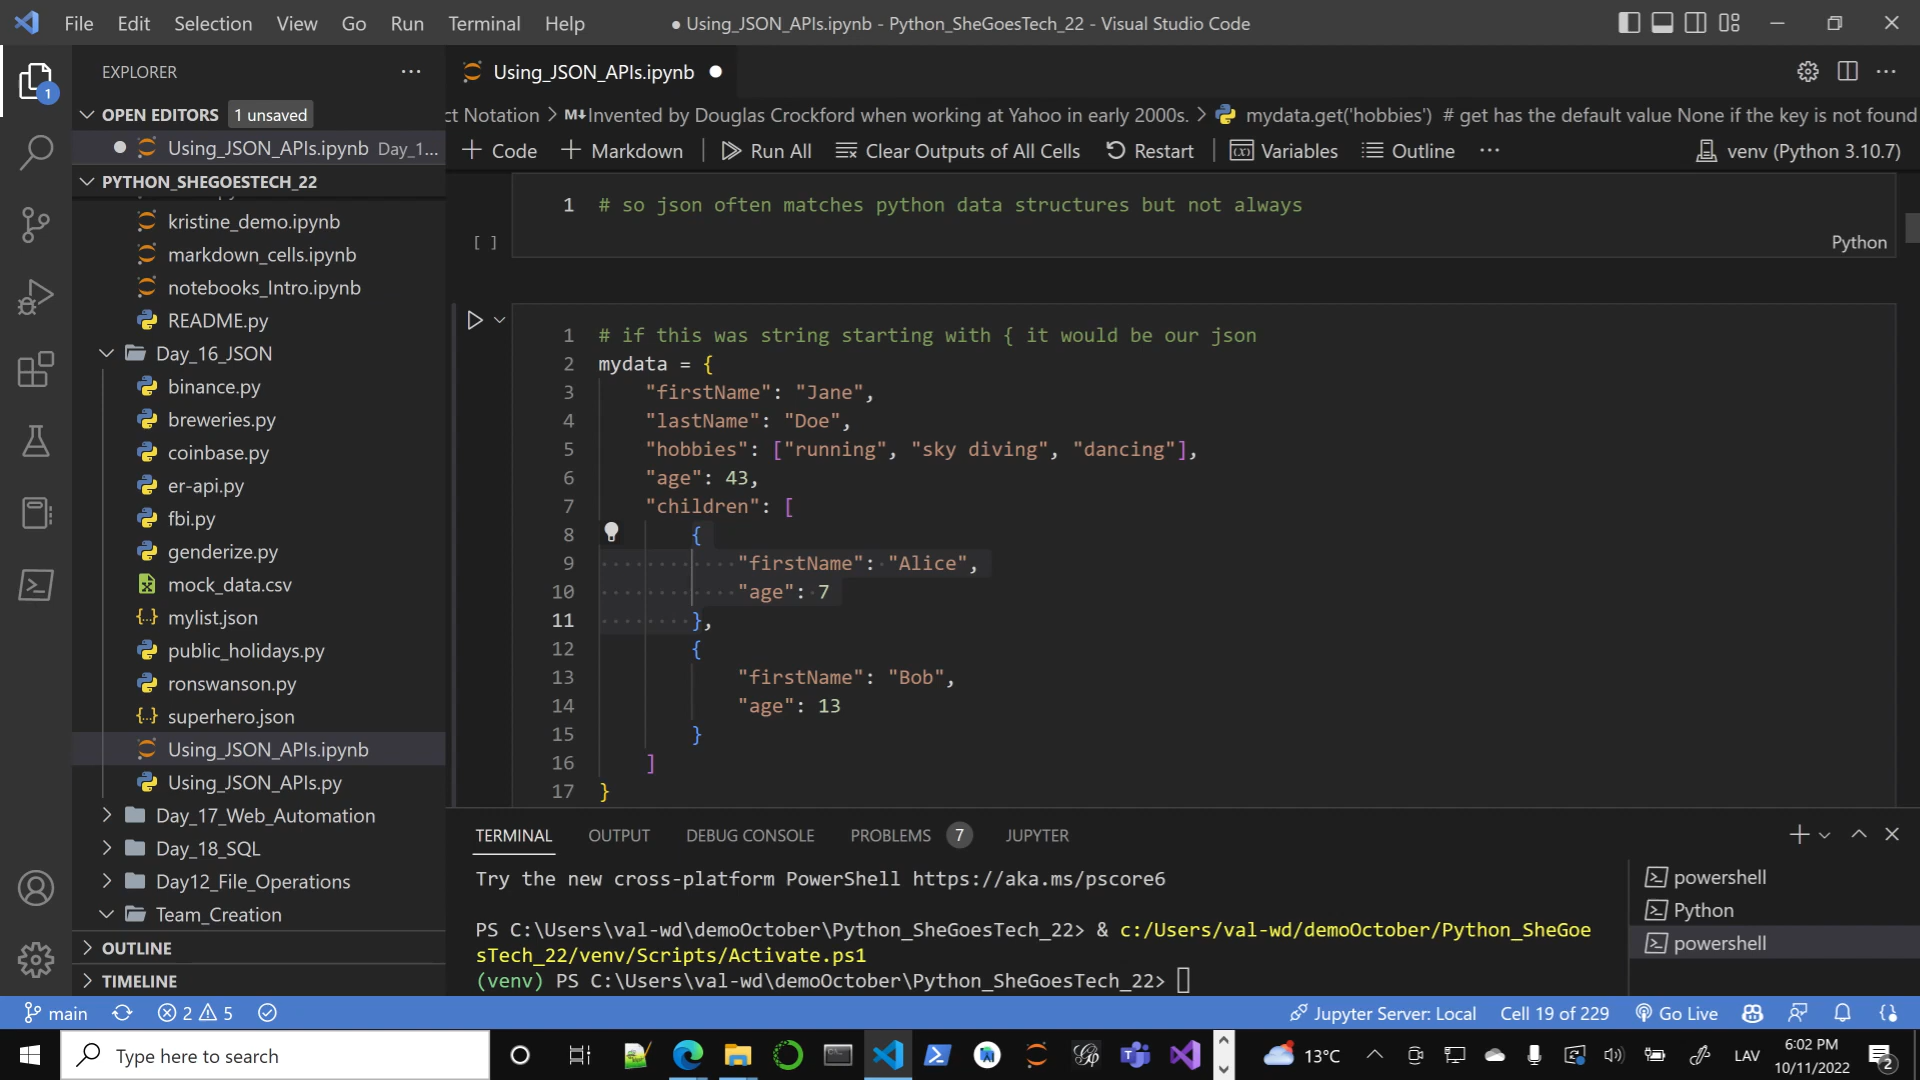 File Edit Selection View Go Run Terminal Help
● Using_JSON_APIs.ipynb - Python_SheGoesTech_22 - Visual Studio Code
EXPLORER
1
OPEN EDITORS 1 unsaved
Using_JSON_APIs.ipynb Day_1...
PYTHON_SHEGOESTECH_22
kristine_demo.ipynb
markdown_cells.ipynb
notebooks_Intro.ipynb
README.py
Day_16_JSON
binance.py
breweries.py
coinbase.py
er-api.py
fbi.py
genderize.py
mock_data.csv
mylist.json
public_holidays.py
ronswanson.py
superhero.json
Using_JSON_APIs.ipynb
Using_JSON_APIs.py
Day_17_Web_Automation
Day_18_SQL
Day12_File_Operations
Team_Creation
OUTLINE
TIMELINE
Using_JSON_APIs.ipynb
ct Notation > M↓Invented by Douglas Crockford when working at Yahoo in early 2000s. > mydata.get('hobbies') # get has the default value None if the key is not found
+ Code + Markdown Run All Clear Outputs of All Cells Restart Variables Outline ··· venv (Python 3.10.7)
1 # so json often matches python data structures but not always
[ ]
Python
1 # if this was string starting with { it would be our json
2 mydata = {
3 "firstName": "Jane",
4 "lastName": "Doe",
5 "hobbies": ["running", "sky diving", "dancing"],
6 "age": 43,
7 "children": [
8 {
9 "firstName": "Alice",
10 "age": 7
11 },
12 {
13 "firstName": "Bob",
14 "age": 13
15 }
16 ]
17 }
TERMINAL OUTPUT DEBUG CONSOLE PROBLEMS 7 JUPYTER
Try the new cross-platform PowerShell https://aka.ms/pscore6
PS C:\Users\val-wd\demoOctober\Python_SheGoesTech_22> & c:/Users/val-wd/demoOctober/Python_SheGoe
sTech_22/venv/Scripts/Activate.ps1
(venv) PS C:\Users\val-wd\demoOctober\Python_SheGoesTech_22>
powershell
Python
powershell
main 2 5 Jupyter Server: Local Cell 19 of 229 Go Live
Type here to search
13°C
LAV
6:02 PM
10/11/2022
2